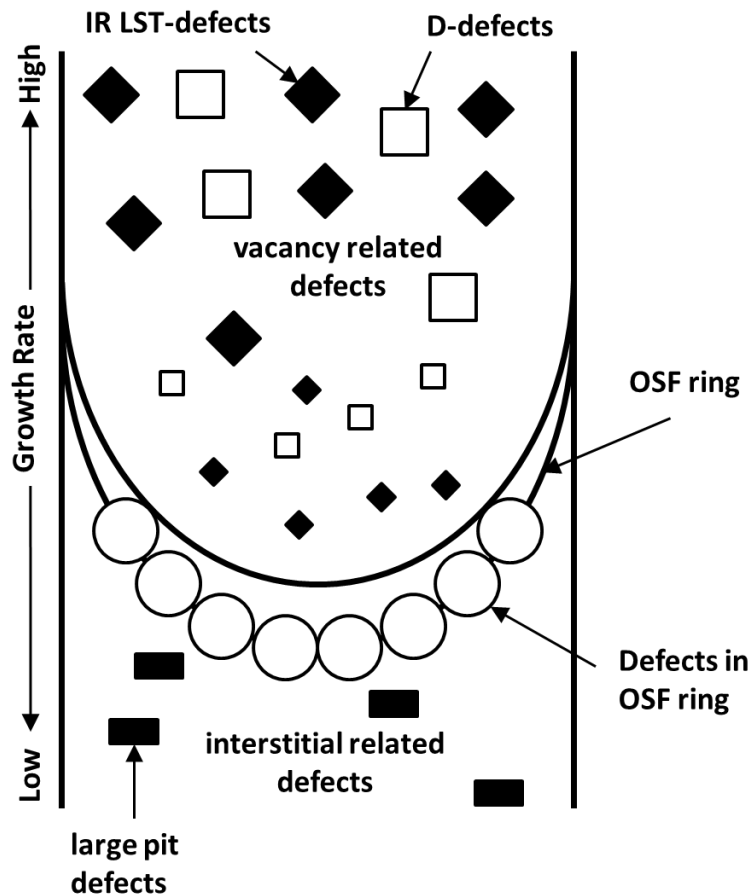 IR LST-defects
D-defects
High
vacancy related
defects
Growth Rate
OSF ring
Defects in
OSF ring
interstitial related
defects
Low
large pit
defects